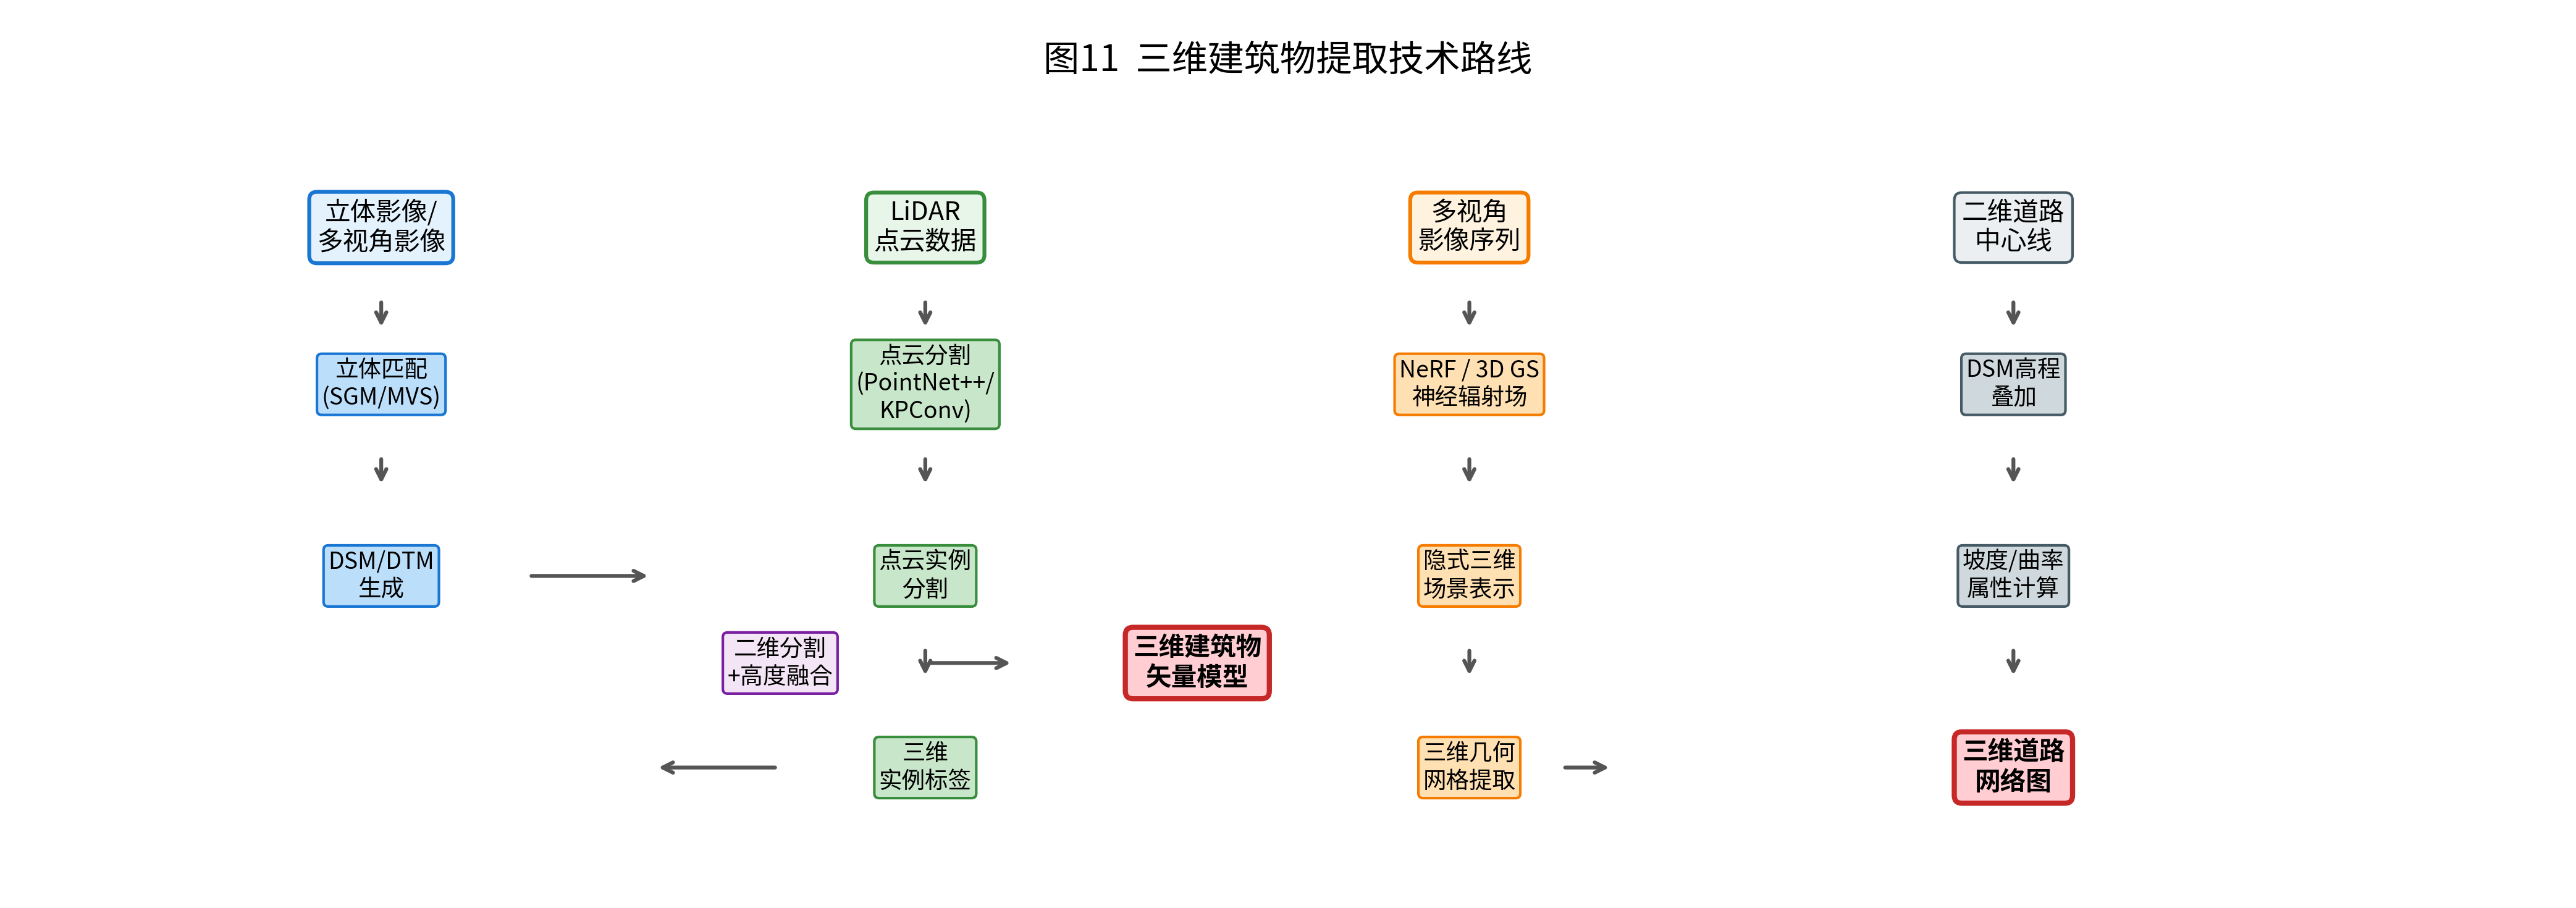 图11 三维建筑物提取技术路线
立体影像/
多视角影像
LiDAR
点云数据
多视角
影像序列
二维道路
中心线
立体匹配
(SGM/MVS)
点云分割
(PointNet++/
KPConv)
NeRF / 3D GS
神经辐射场
DSM高程
叠加
DSM/DTM
生成
点云实例
分割
隐式三维
场景表示
坡度/曲率
属性计算
二维分割
+高度融合
三维建筑物
矢量模型
三维
实例标签
三维几何
网格提取
三维道路
网络图